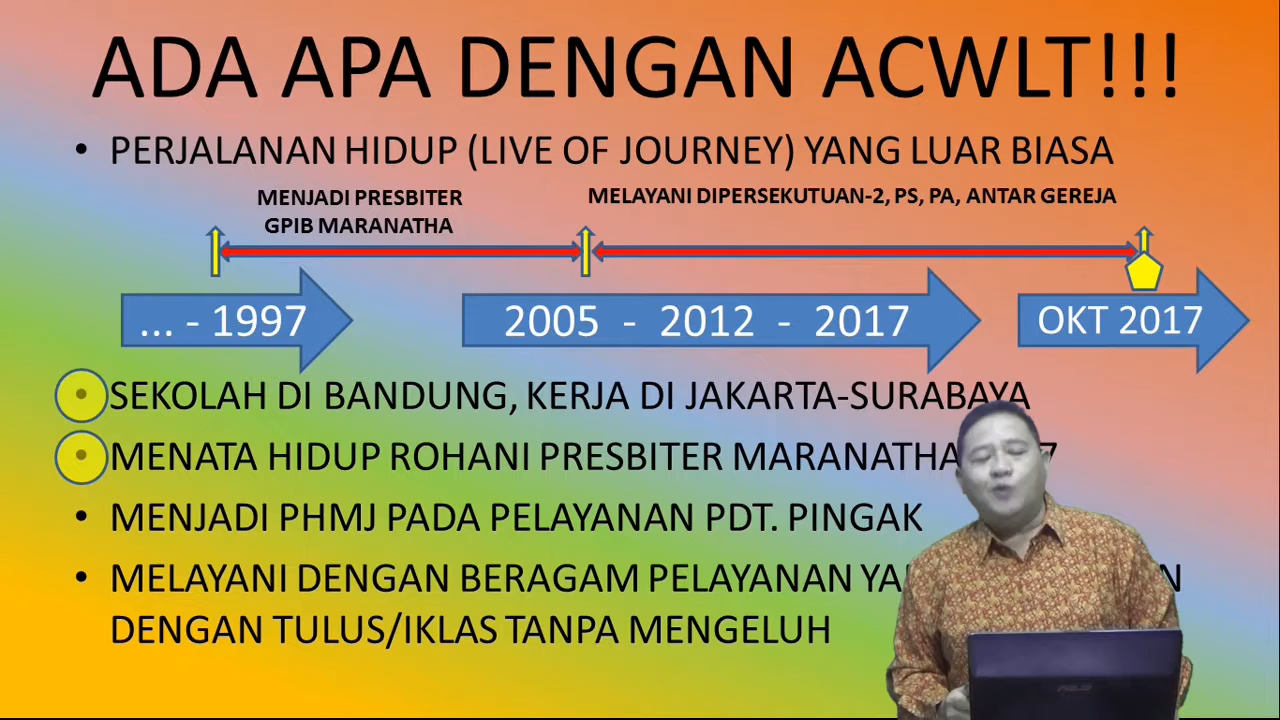 ADA APA DENGAN ACWLT!!!
• PERJALANAN HIDUP (LIVE OF JOURNEY) YANG LUAR BIASA
MENJADI PRESBITER
GPIB MARANATHA
MELAYANI DIPERSEKUTUAN-2, PS, PA, ANTAR GEREJA
... - 1997
2005 - 2012 - 2017
OKT 2017
• SEKOLAH DI BANDUNG, KERJA DI JAKARTA-SURABAYA
• MENATA HIDUP ROHANI PRESBITER MARANATHA
• MENJADI PHMJ PADA PELAYANAN PDT. PINGAK
• MELAYANI DENGAN BERAGAM PELAYANAN
DENGAN TULUS/IKLAS TANPA MENGELUH
ASUS